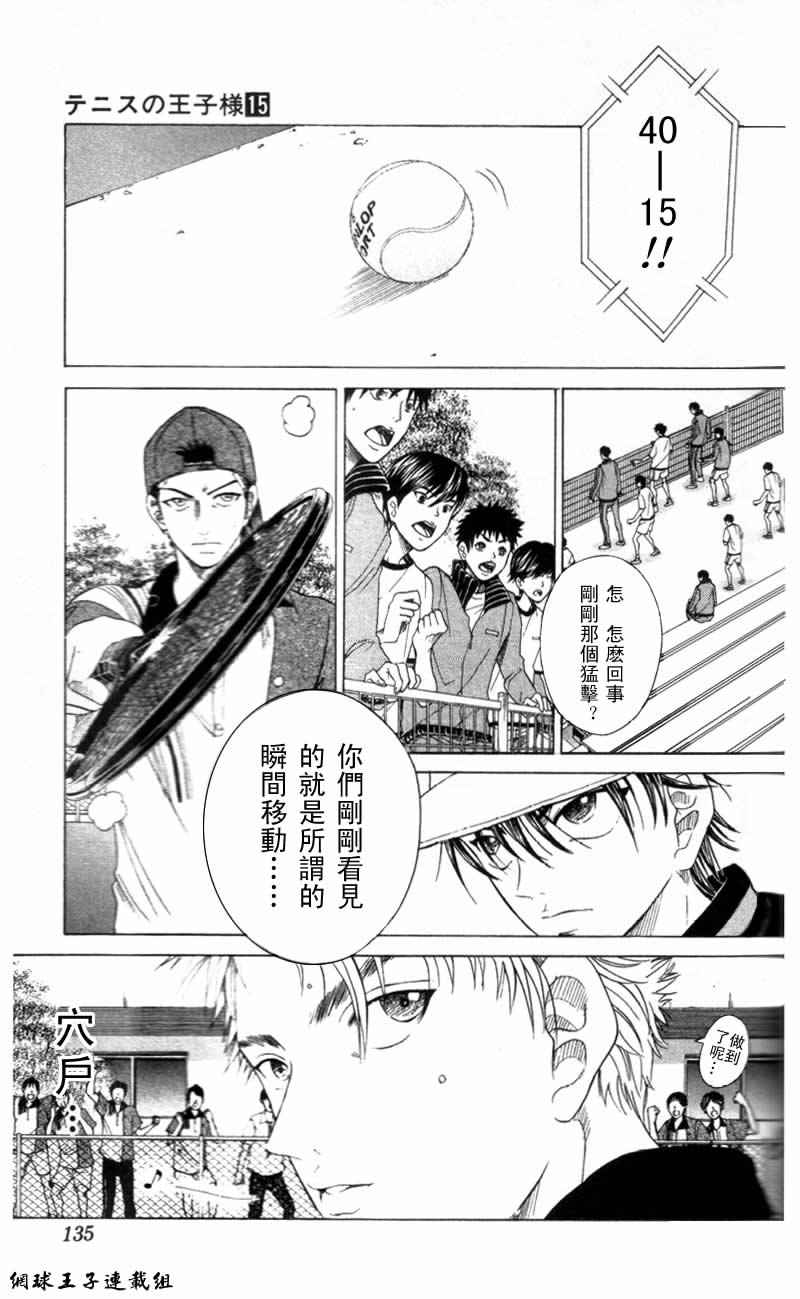 テニスの王子様15
40—15!!
NLOP
ORT
怎 怎麼回事
剛剛那個猛擊？
你們剛剛看見
的就是所謂的
瞬間移動……
做到
了呢…
穴戶…
135
網球王子連載組